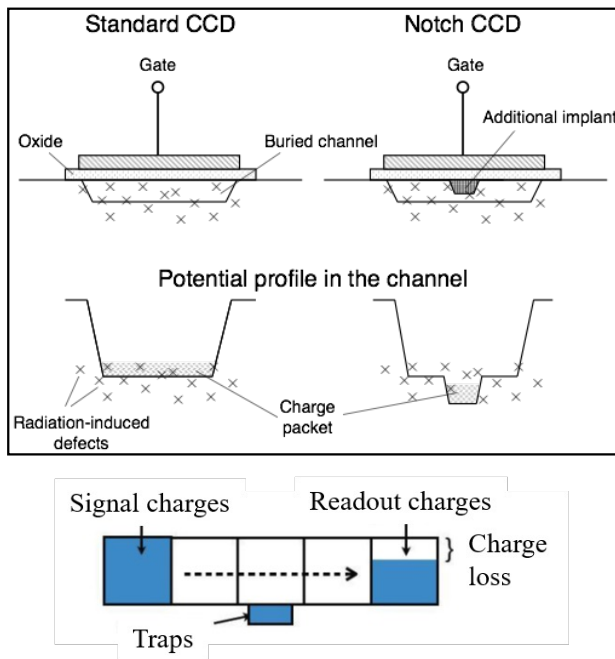 Standard CCD
Notch CCD
Gate
Gate
Additional implant
Oxide
Buried channel
Potential profile in the channel
Radiation-induced
defects
Charge
packet
Signal charges
Readout charges
Charge
loss
Traps